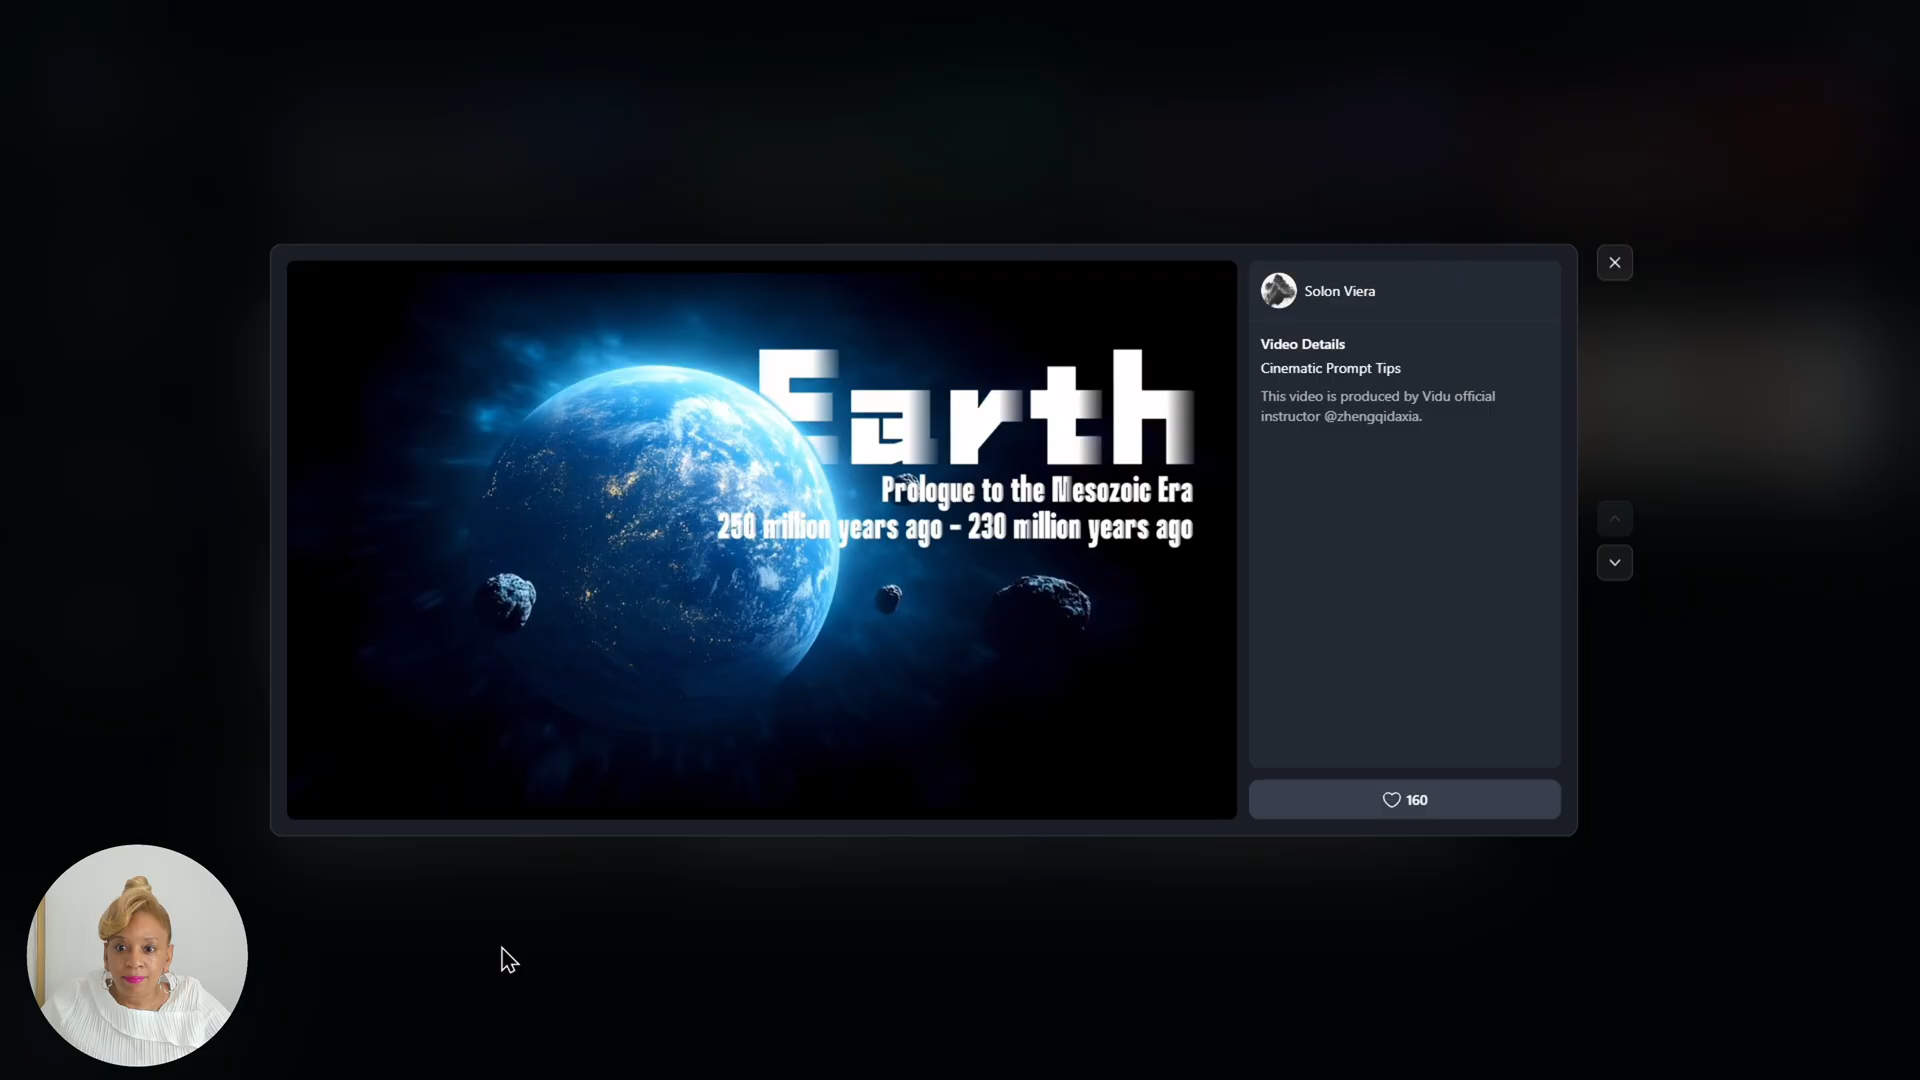 Earth
Prologue to the Mesozoic Era
250 million years ago - 230 million years ago
Solon Viera
Video Details
Cinematic Prompt Tips
This video is produced by Vidu official
instructor @zhengqidaxia.
160